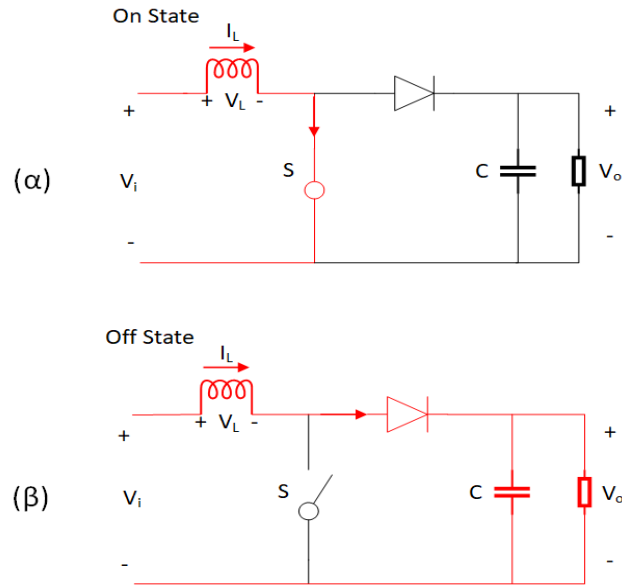 On State
I_L
+ V_L -
+
+
(α)
V_i
S
C
V_o
-
-
Off State
I_L
+ V_L -
+
+
(β)
V_i
S
C
V_o
-
-